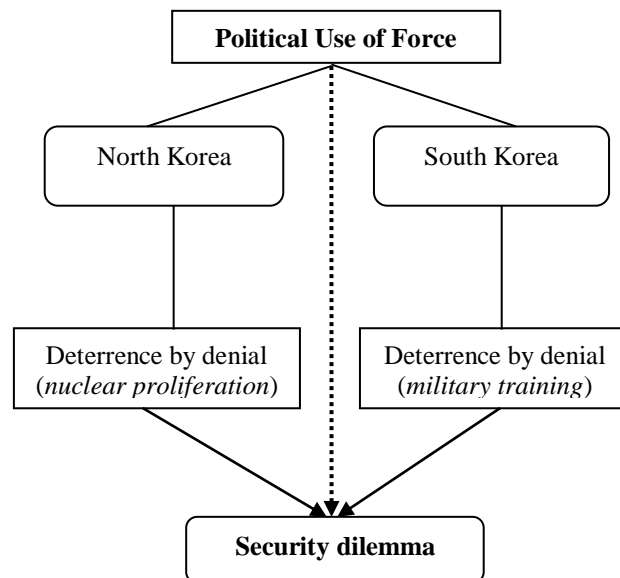 Political Use of Force
North Korea
South Korea
Deterrence by denial
(nuclear proliferation)
Deterrence by denial
(military training)
Security dilemma